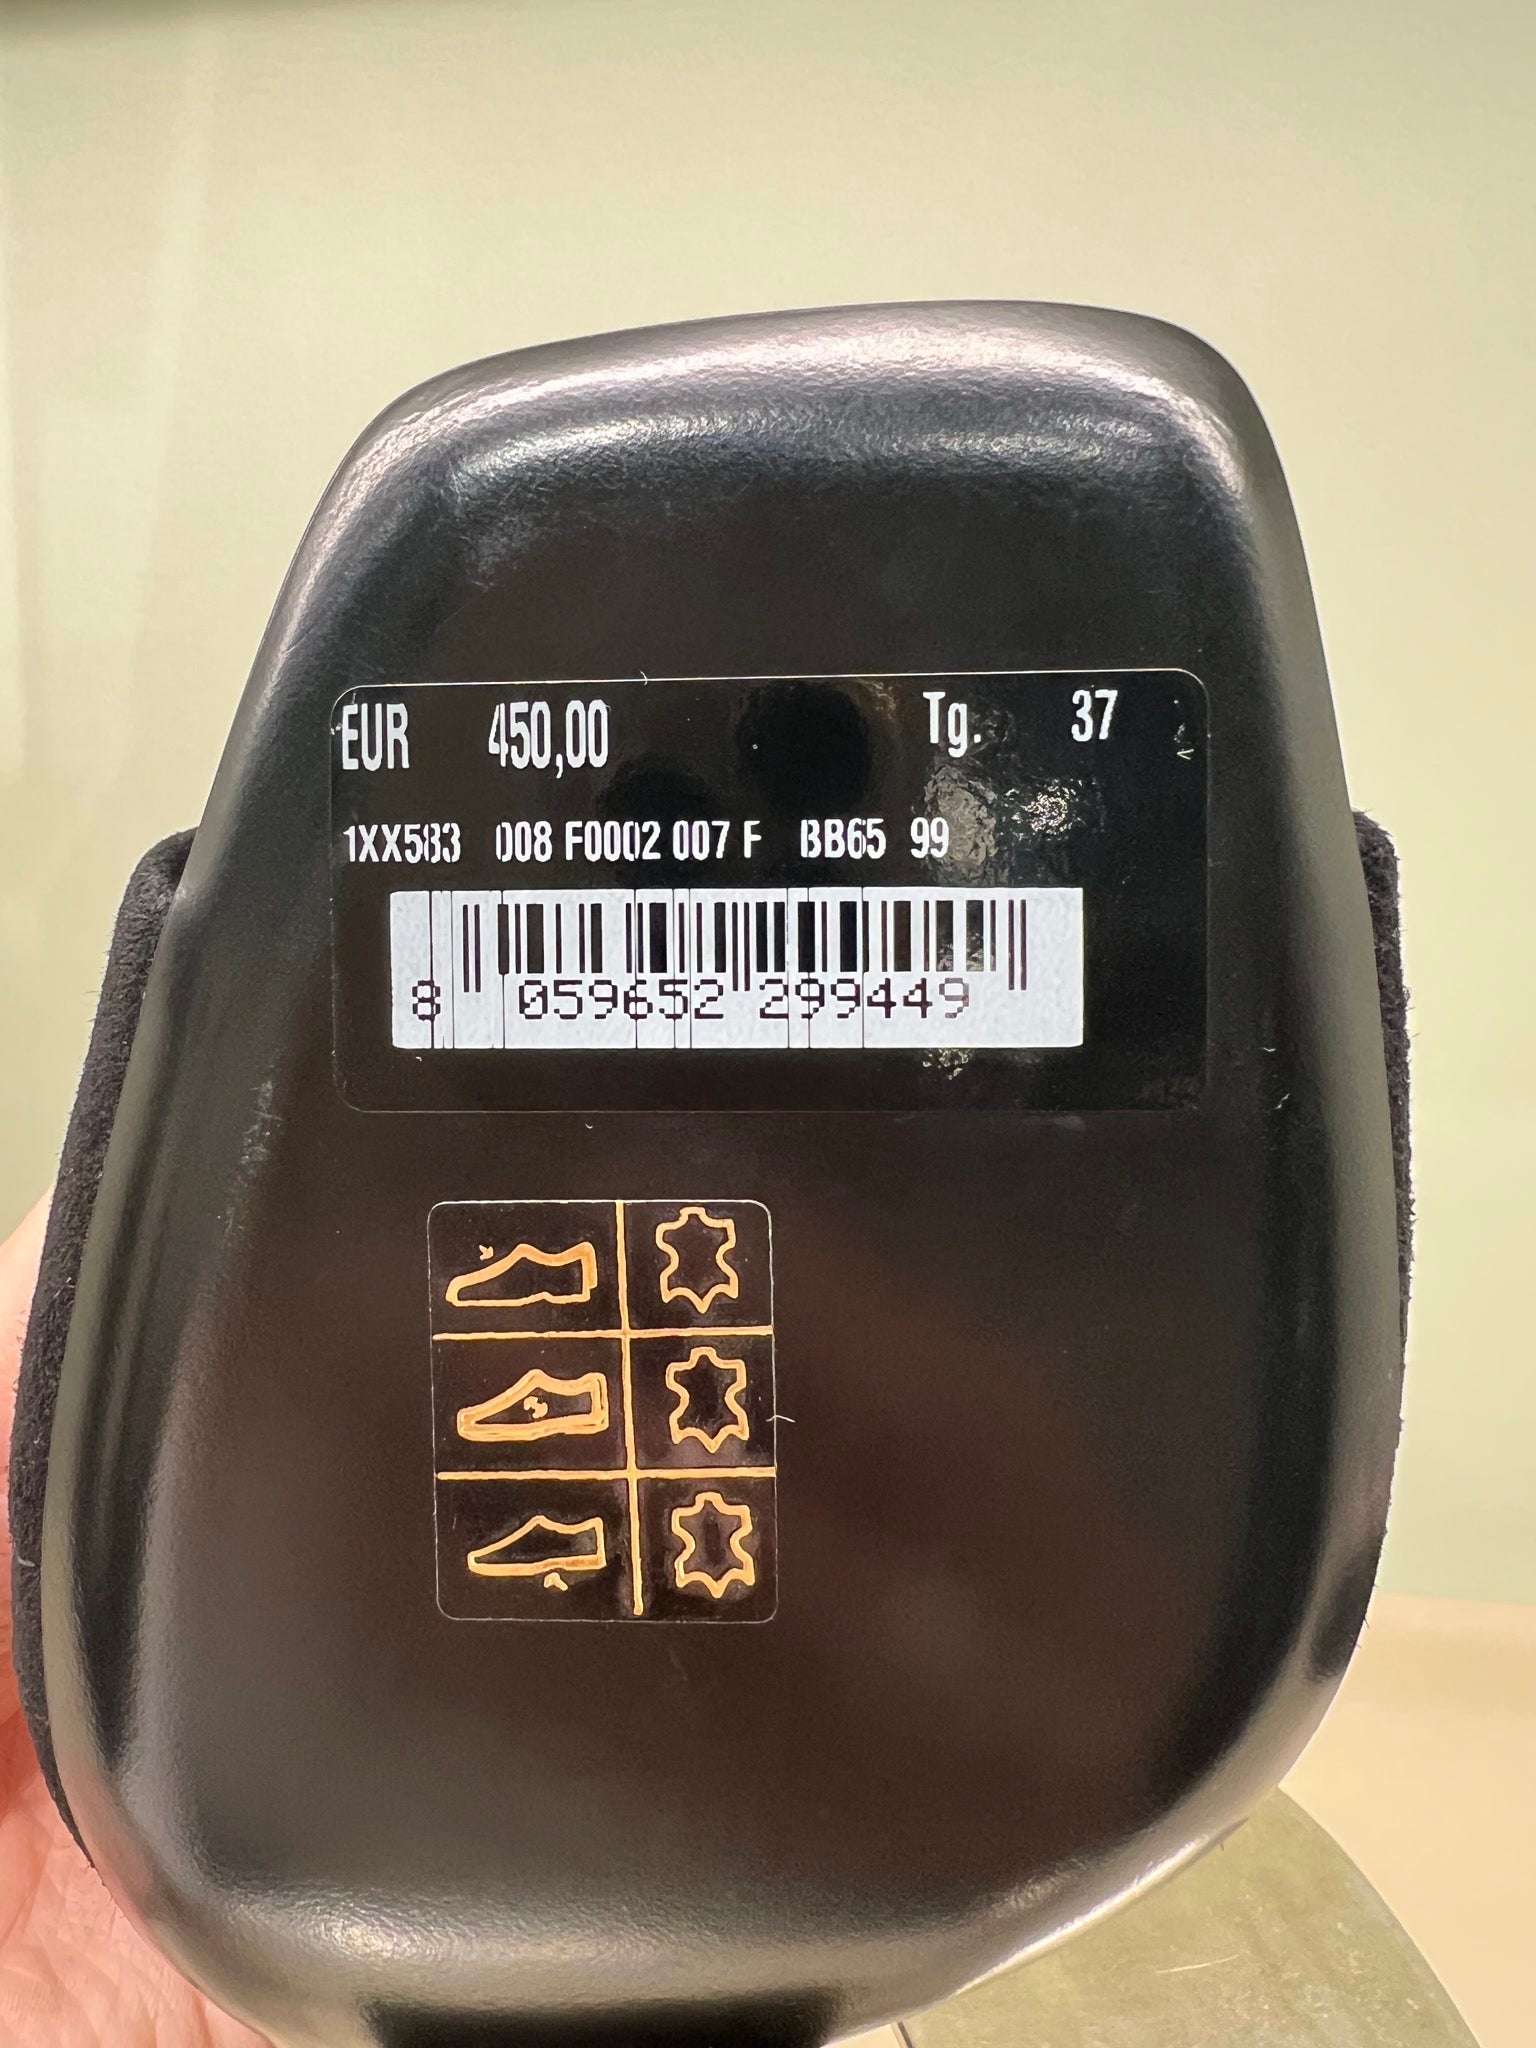 EUR 450,00 Tg. 37
1XX583 008 F0002 007 F BB65 99
8 059652 299449